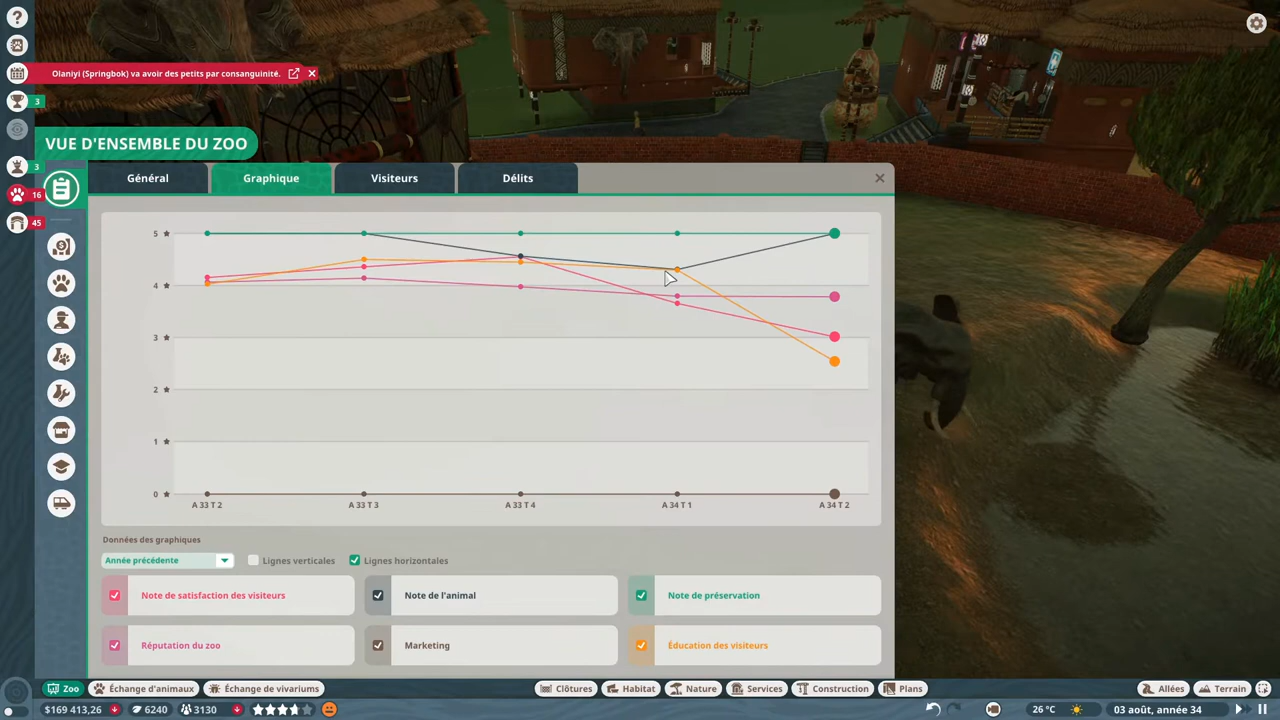 Olaniyi (Springbok) va avoir des petits par consanguinité.
3
VUE D'ENSEMBLE DU ZOO
3
16
45
Général
Graphique
Visiteurs
Délits
5
4
3
2
1
0
A 33 T 2
A 33 T 3
A 33 T 4
A 34 T 1
A 34 T 2
Données des graphiques
Année précédente
Lignes verticales
Lignes horizontales
Note de satisfaction des visiteurs
Note de l'animal
Note de préservation
Réputation du zoo
Marketing
Éducation des visiteurs
Zoo
Échange d'animaux
Échange de vivariums
Clôtures
Habitat
Nature
Services
Construction
Plans
Allées
Terrain
$169 413,26
6240
3130
26 °C
03 août, année 34